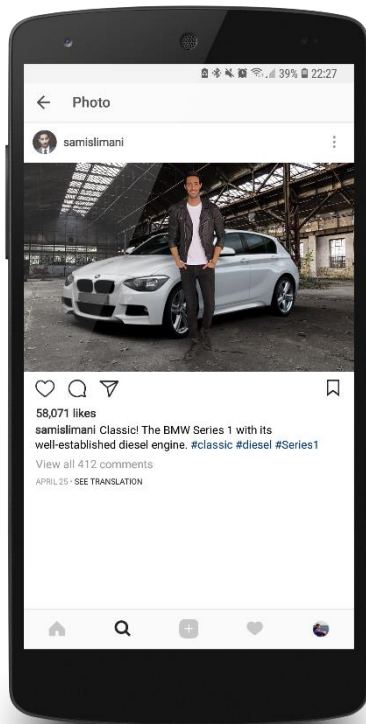 39% 22:27
Photo
samislimani
58,071 likes
samislimani Classic! The BMW Series 1 with its
well-established diesel engine. #classic #diesel #Series1
View all 412 comments
APRIL 25 • SEE TRANSLATION